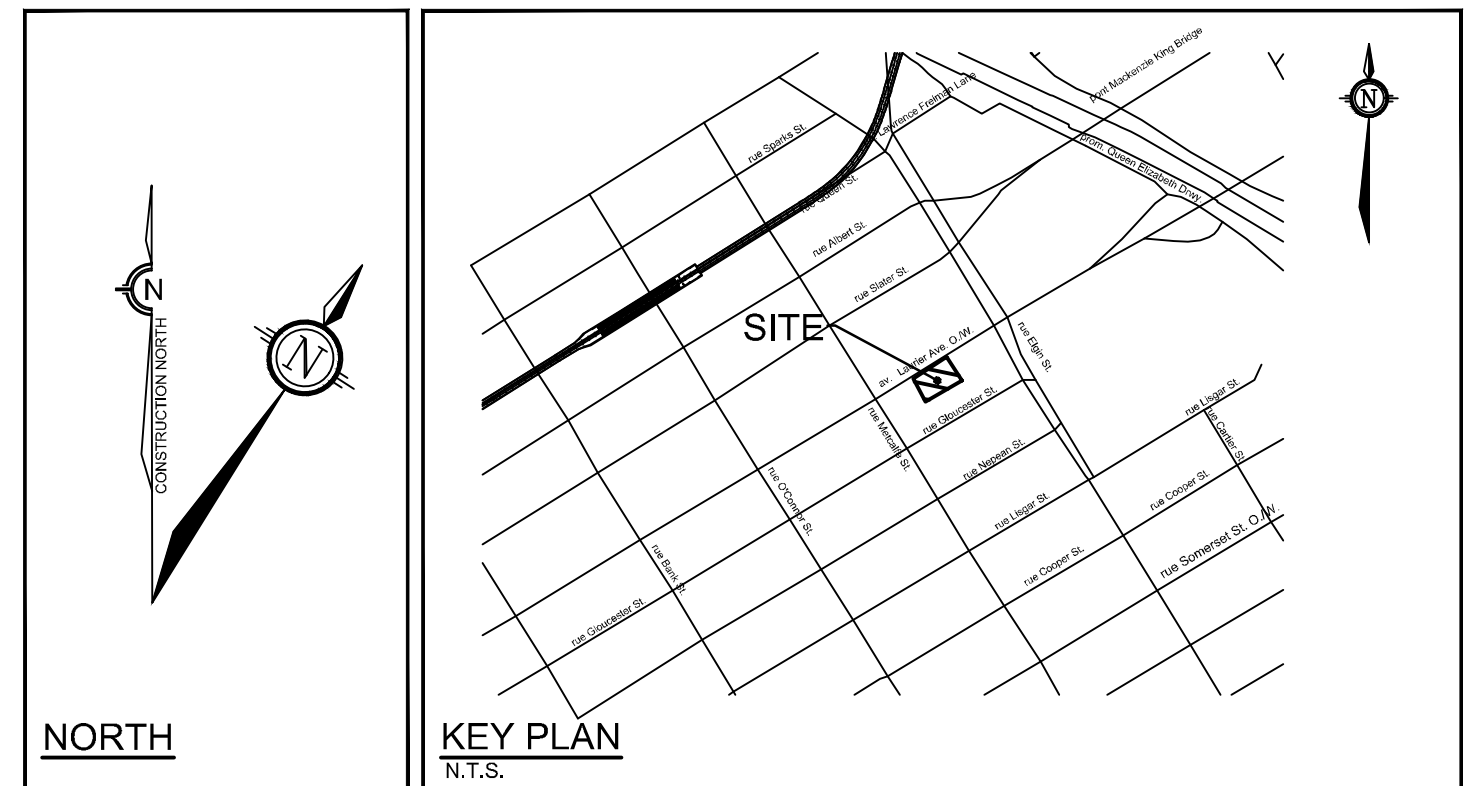 N
CONSTRUCTION NORTH
N
NORTH
pont Mackenzie King Bridge
N
Lawrence Freiman Lane
rue Sparks St.
prom. Queen Elizabeth Drwy.
rue Queen St.
rue Albert St.
rue Slater St.
SITE
rue Elgin St.
av. Laurier Ave. O./W.
rue Gloucester St.
rue Metcalfe St.
rue Lisgar St.
rue Cartier St.
rue Nepean St.
rue O'Connor St.
rue Lisgar St.
rue Cooper St.
rue Somerset St. O./W.
rue Cooper St.
rue Bank St.
rue Gloucester St.
KEY PLAN
N.T.S.